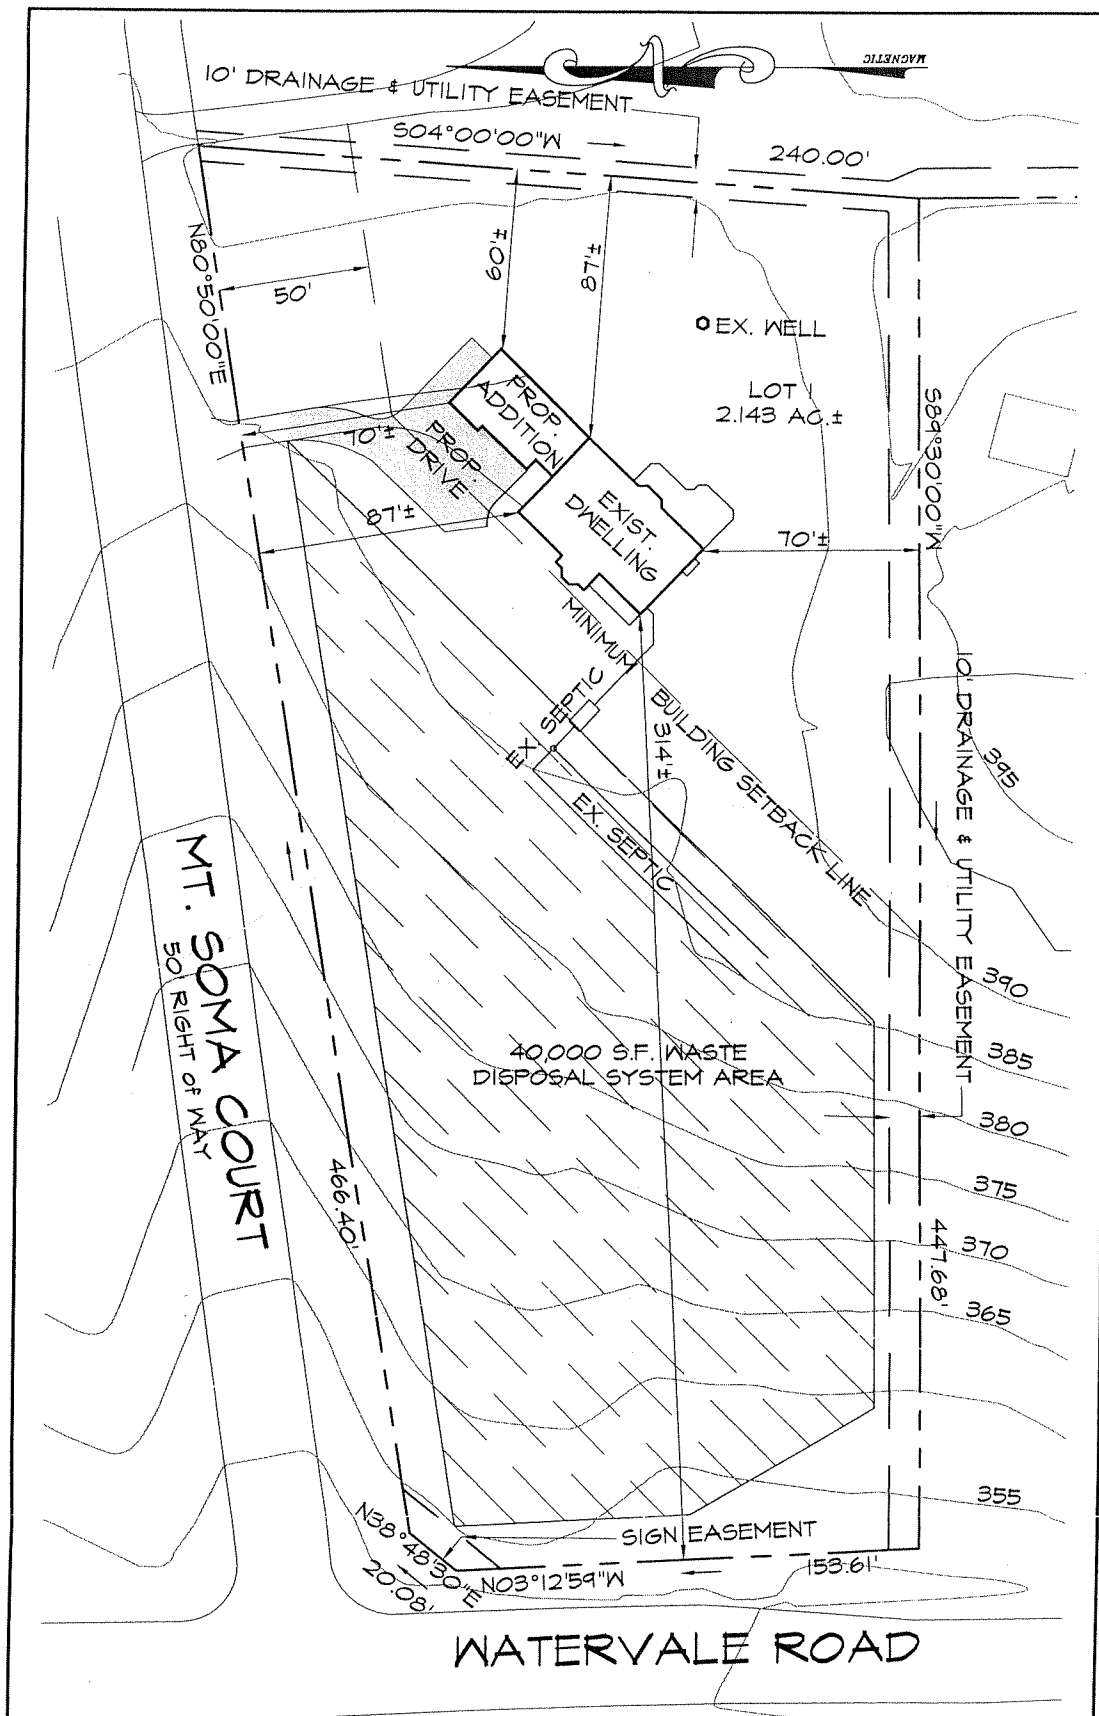 MAGNETIC
10' DRAINAGE & UTILITY EASEMENT
S04°00'00"W
240.00'
N80°50'00"E
50'
60'±
87'±
EX. WELL
LOT 1
2.143 AC.±
S89°30'00"W
PROP.
ADDITION
70'±
PROP.
DRIVE
87'±
EXIST.
DWELLING
70'±
MINIMUM BUILDING SETBACK LINE
EX SEPTIC
314'±
EX. SEPTIC
10' DRAINAGE & UTILITY EASEMENT
395
390
385
380
375
370
365
355
MT. SOMA COURT
50' RIGHT OF WAY
40,000 S.F. WASTE
DISPOSAL SYSTEM AREA
466.40'
447.68'
SIGN EASEMENT
N38°48'30"E
20.08'
N03°12'59"W
153.61'
WATERVALE ROAD